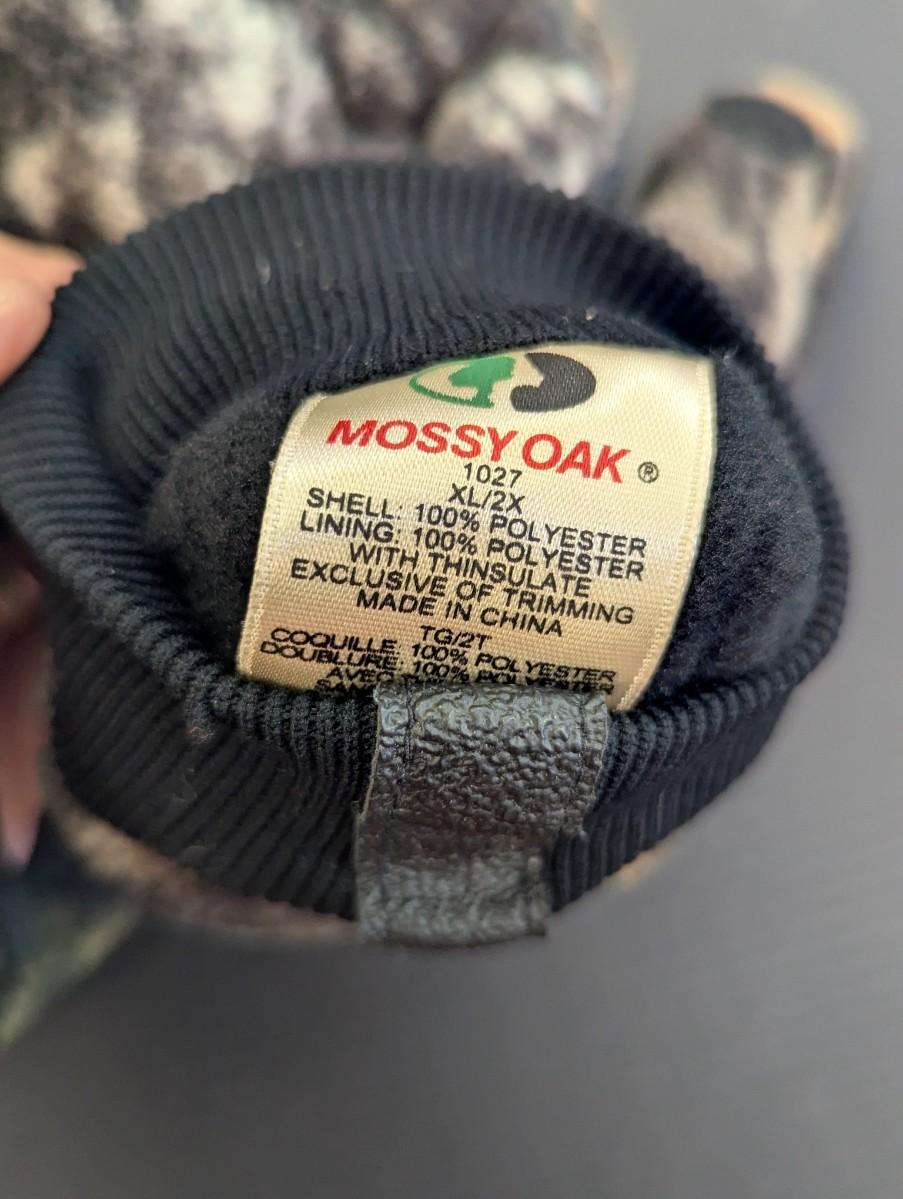 MOSSY OAK ®
1027
XL/2X
SHELL: 100% POLYESTER
LINING: 100% POLYESTER
WITH THINSULATE
EXCLUSIVE OF TRIMMING
MADE IN CHINA
TG/2T
COQUILLE: 100% POLYESTER
DOUBLURE: 100% POLYESTER
AVEC